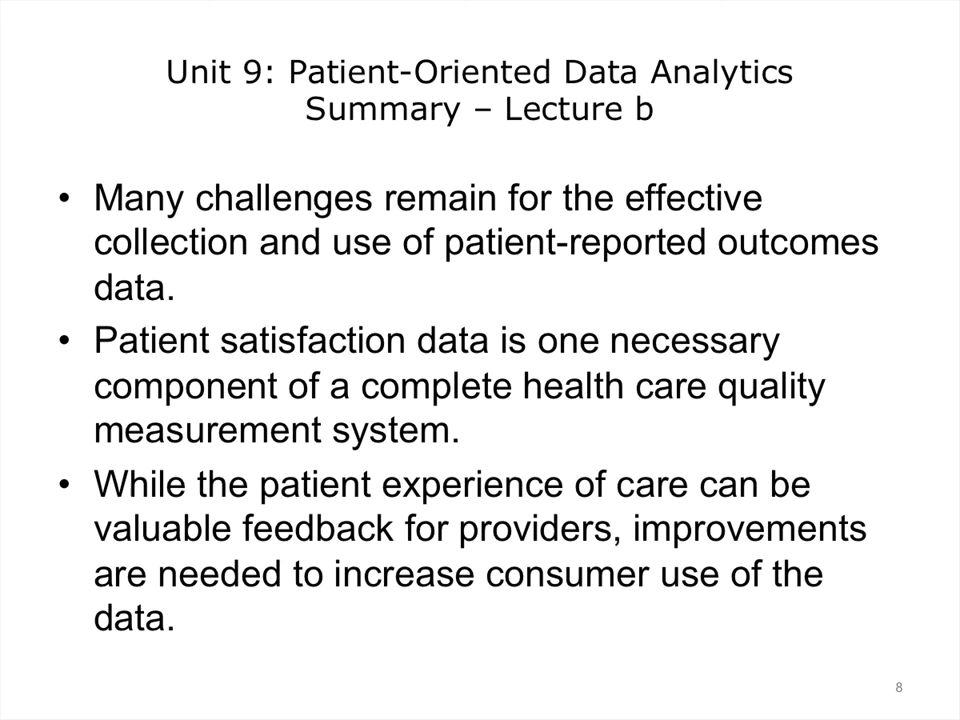 Unit 9: Patient-Oriented Data Analytics
Summary – Lecture b
• Many challenges remain for the effective
collection and use of patient-reported outcomes
data.
• Patient satisfaction data is one necessary
component of a complete health care quality
measurement system.
• While the patient experience of care can be
valuable feedback for providers, improvements
are needed to increase consumer use of the
data.
8